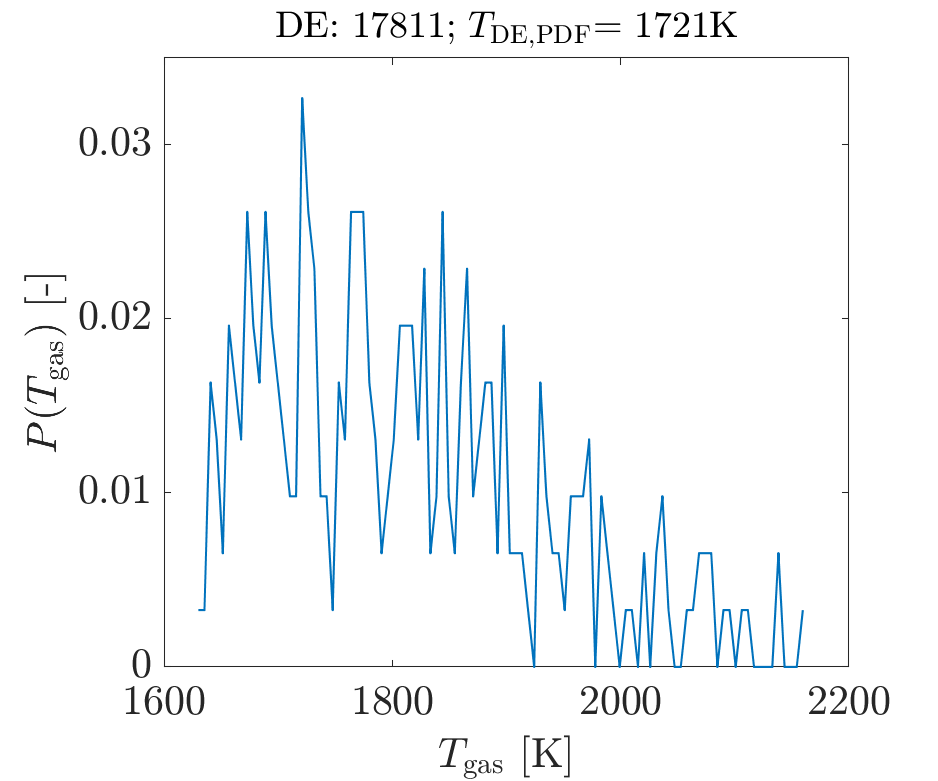 DE: 17811; T_DE,PDF= 1721K
P(T_gas) [-]
0.03
0.02
0.01
0
1600 1800 2000 2200
T_gas [K]